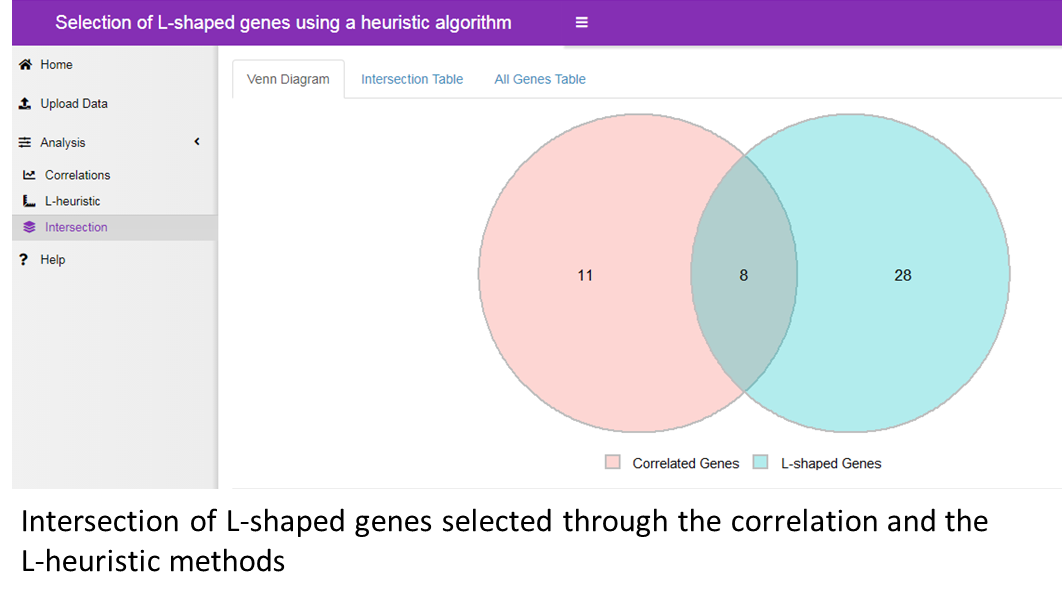 Selection of L-shaped genes using a heuristic algorithm
Home
Upload Data
Analysis
Correlations
L-heuristic
Intersection
Help
Venn Diagram
Intersection Table
All Genes Table
11
8
28
Correlated Genes
L-shaped Genes
Intersection of L-shaped genes selected through the correlation and the
L-heuristic methods